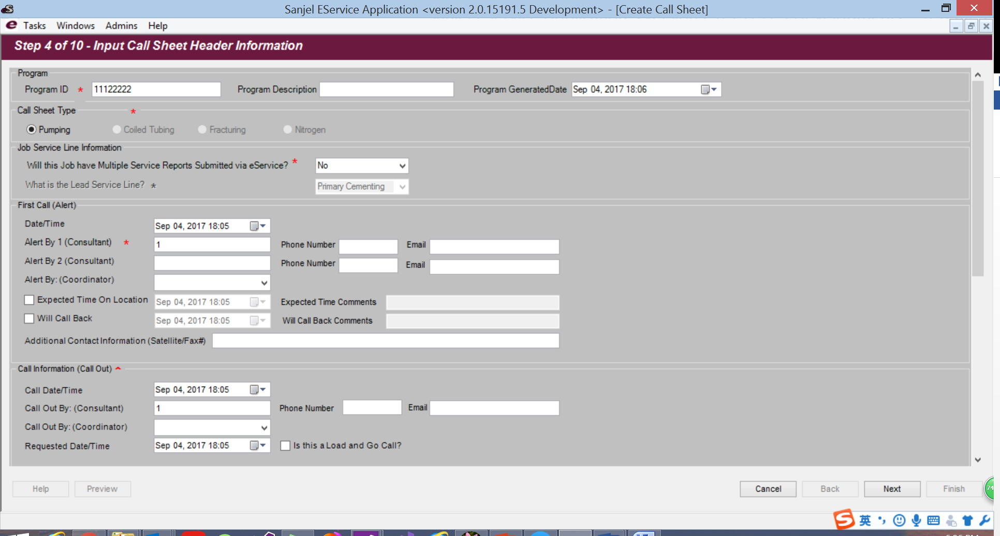 Sanjel EService Application <version 2.0.15191.5 Development> - [Create Call Sheet]
Tasks Windows Admins Help
Step 4 of 10 - Input Call Sheet Header Information
Program
Program ID * 11122222 Program Description Program GeneratedDate Sep 04, 2017 18:06
Call Sheet Type *
Pumping Coiled Tubing Fracturing Nitrogen
Job Service Line Information
Will this Job have Multiple Service Reports Submitted via eService? * No
What is the Lead Service Line? * Primary Cementing
First Call (Alert)
Date/Time Sep 04, 2017 18:05
Alert By 1 (Consultant) * 1 Phone Number Email
Alert By 2 (Consultant) Phone Number Email
Alert By: (Coordinator)
Expected Time On Location Sep 04, 2017 18:05 Expected Time Comments
Will Call Back Sep 04, 2017 18:05 Will Call Back Comments
Additional Contact Information (Satellite/Fax#)
Call Information (Call Out)
Call Date/Time Sep 04, 2017 18:05
Call Out By: (Consultant) 1 Phone Number Email
Call Out By: (Coordinator)
Requested Date/Time Sep 04, 2017 18:05 Is this a Load and Go Call?
Help Preview Cancel Back Next Finish
74
英